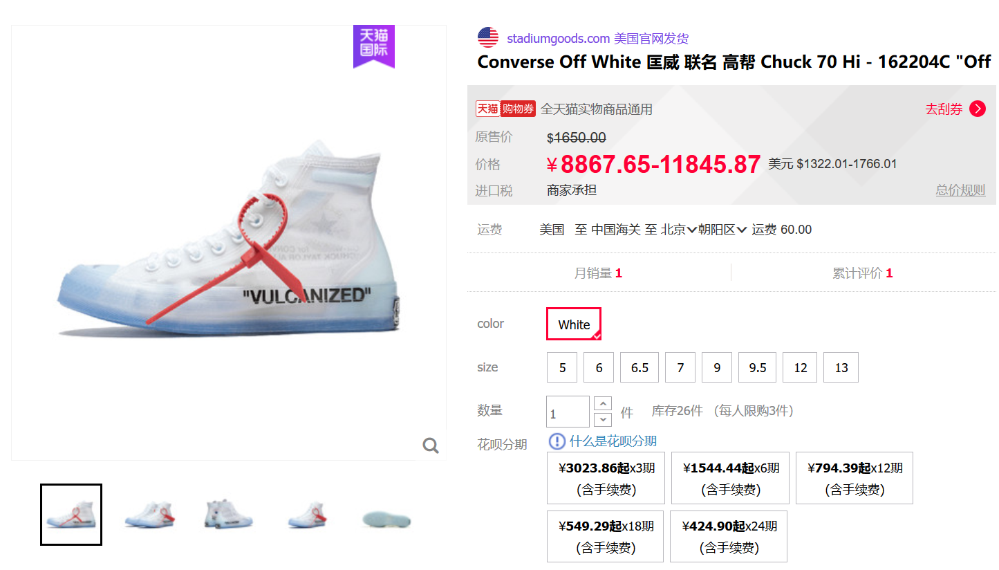 天猫
国际
stadiumgoods.com 美国官网发货
Converse Off White 匡威 联名 高帮 Chuck 70 Hi - 162204C "Off
天猫 购物券 全天猫实物商品通用 去刮券
原售价 $1650.00
价格 ¥8867.65-11845.87 美元 $1322.01-1766.01
进口税 商家承担 总价规则
运费 美国 至 中国海关 至 北京 朝阳区 运费 60.00
月销量 1 累计评价 1
"VULCANIZED"
color White
size 5 6 6.5 7 9 9.5 12 13
数量 1 件 库存26件 (每人限购3件)
花呗分期 什么是花呗分期
¥3023.86起x3期 ¥1544.44起x6期 ¥794.39起x12期
(含手续费) (含手续费) (含手续费)
¥549.29起x18期 ¥424.90起x24期
(含手续费) (含手续费)